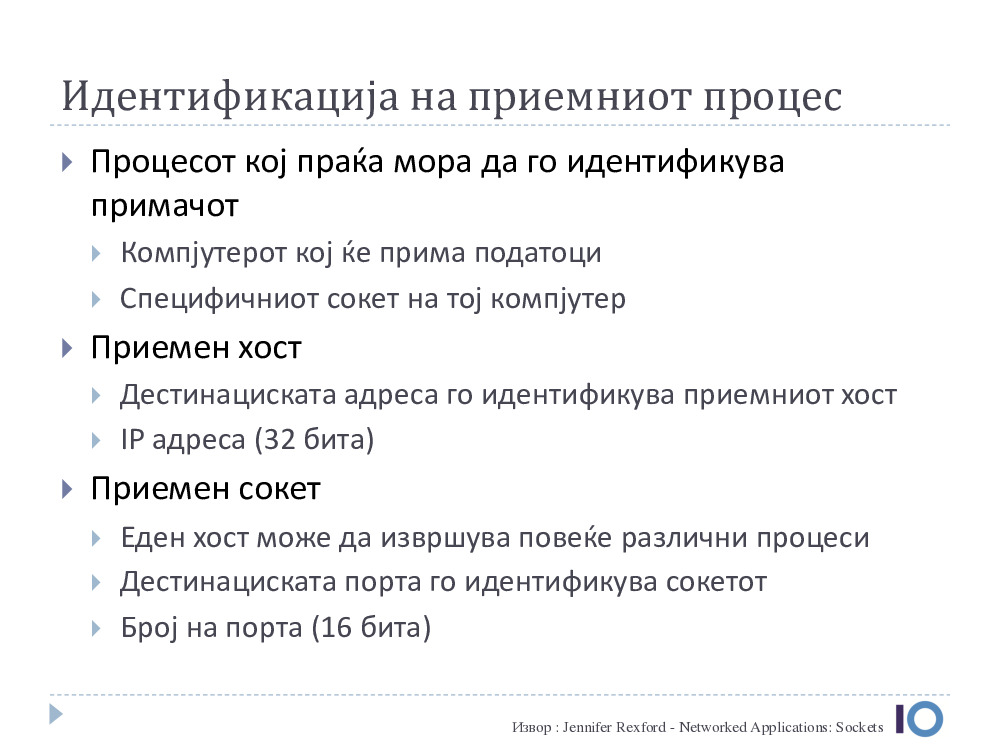 Идентификација на приемниот процес
Процесот кој праќа мора да го идентификува
примачот
Компјутерот кој ќе прима податоци
Специфичниот сокет на тој компјутер
Приемен хост
Дестинациската адреса го идентификува приемниот хост
IP адреса (32 бита)
Приемен сокет
Еден хост може да извршува повеќе различни процеси
Дестинациската порта го идентификува сокетот
Број на порта (16 бита)
Извор : Jennifer Rexford - Networked Applications: Sockets